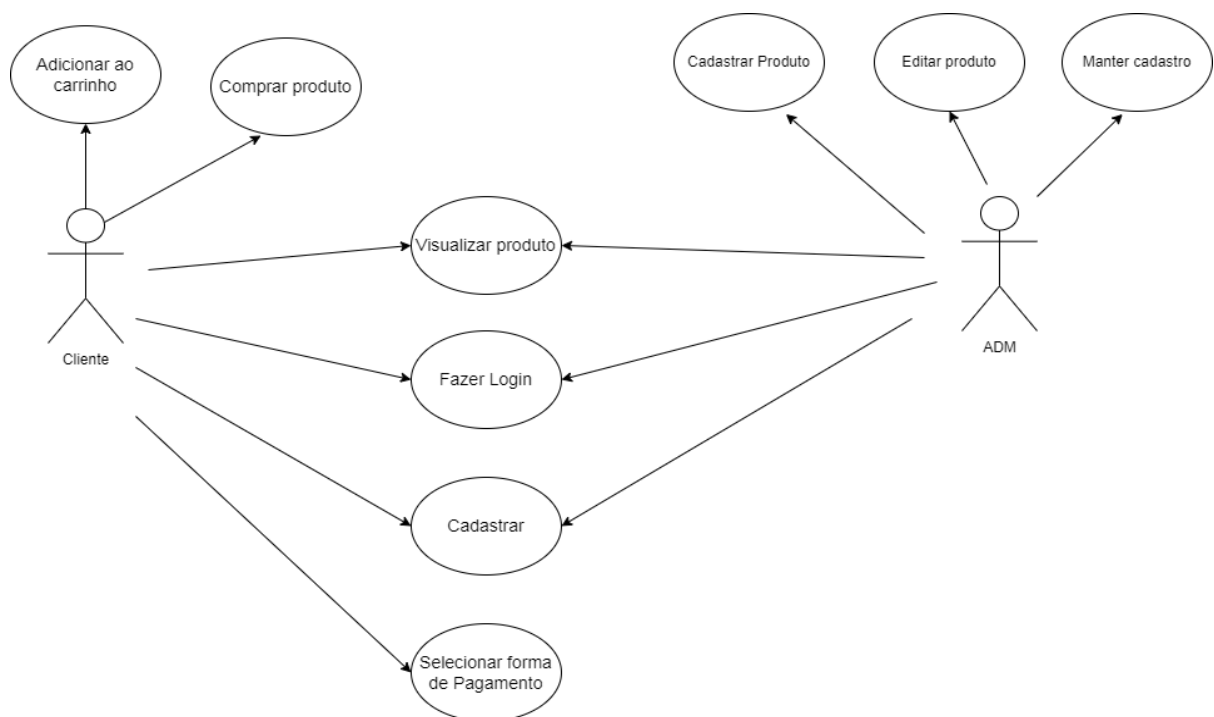 Adicionar ao
carrinho
Comprar produto
Cadastrar Produto
Editar produto
Manter cadastro
Visualizar produto
Cliente
ADM
Fazer Login
Cadastrar
Selecionar forma
de Pagamento